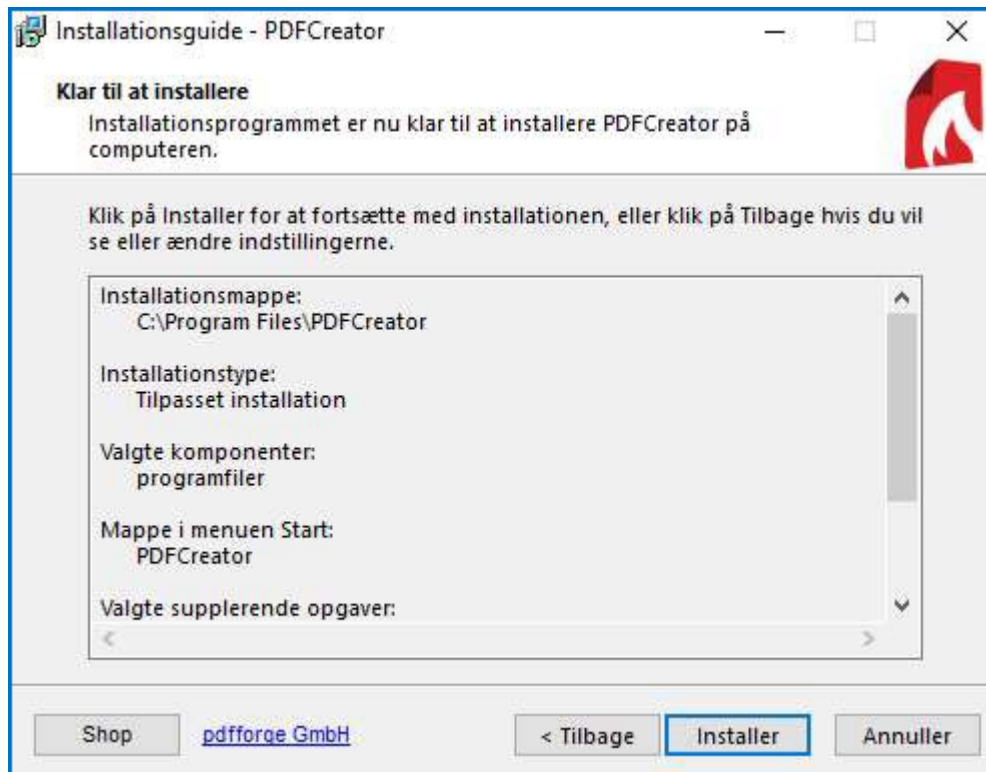 Installationsguide - PDFCreator
Klar til at installere
Installationsprogrammet er nu klar til at installere PDFCreator på
computeren.
Klik på Installer for at fortsætte med installationen, eller klik på Tilbage hvis du vil
se eller ændre indstillingerne.
Installationsmappe:
C:\Program Files\PDFCreator
Installationstype:
Tilpasset installation
Valgte komponenter:
programfiler
Mappe i menuen Start:
PDFCreator
Valgte supplerende opgaver:
Shop pdfforge GmbH < Tilbage Installer Annuller